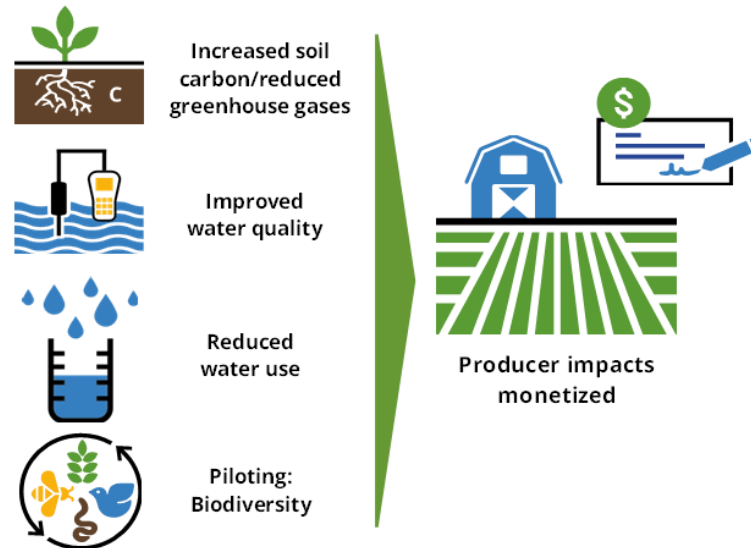 Increased soil
carbon/reduced
greenhouse gases
C
Improved
water quality
Reduced
water use
Piloting:
Biodiversity
$
Producer impacts
monetized